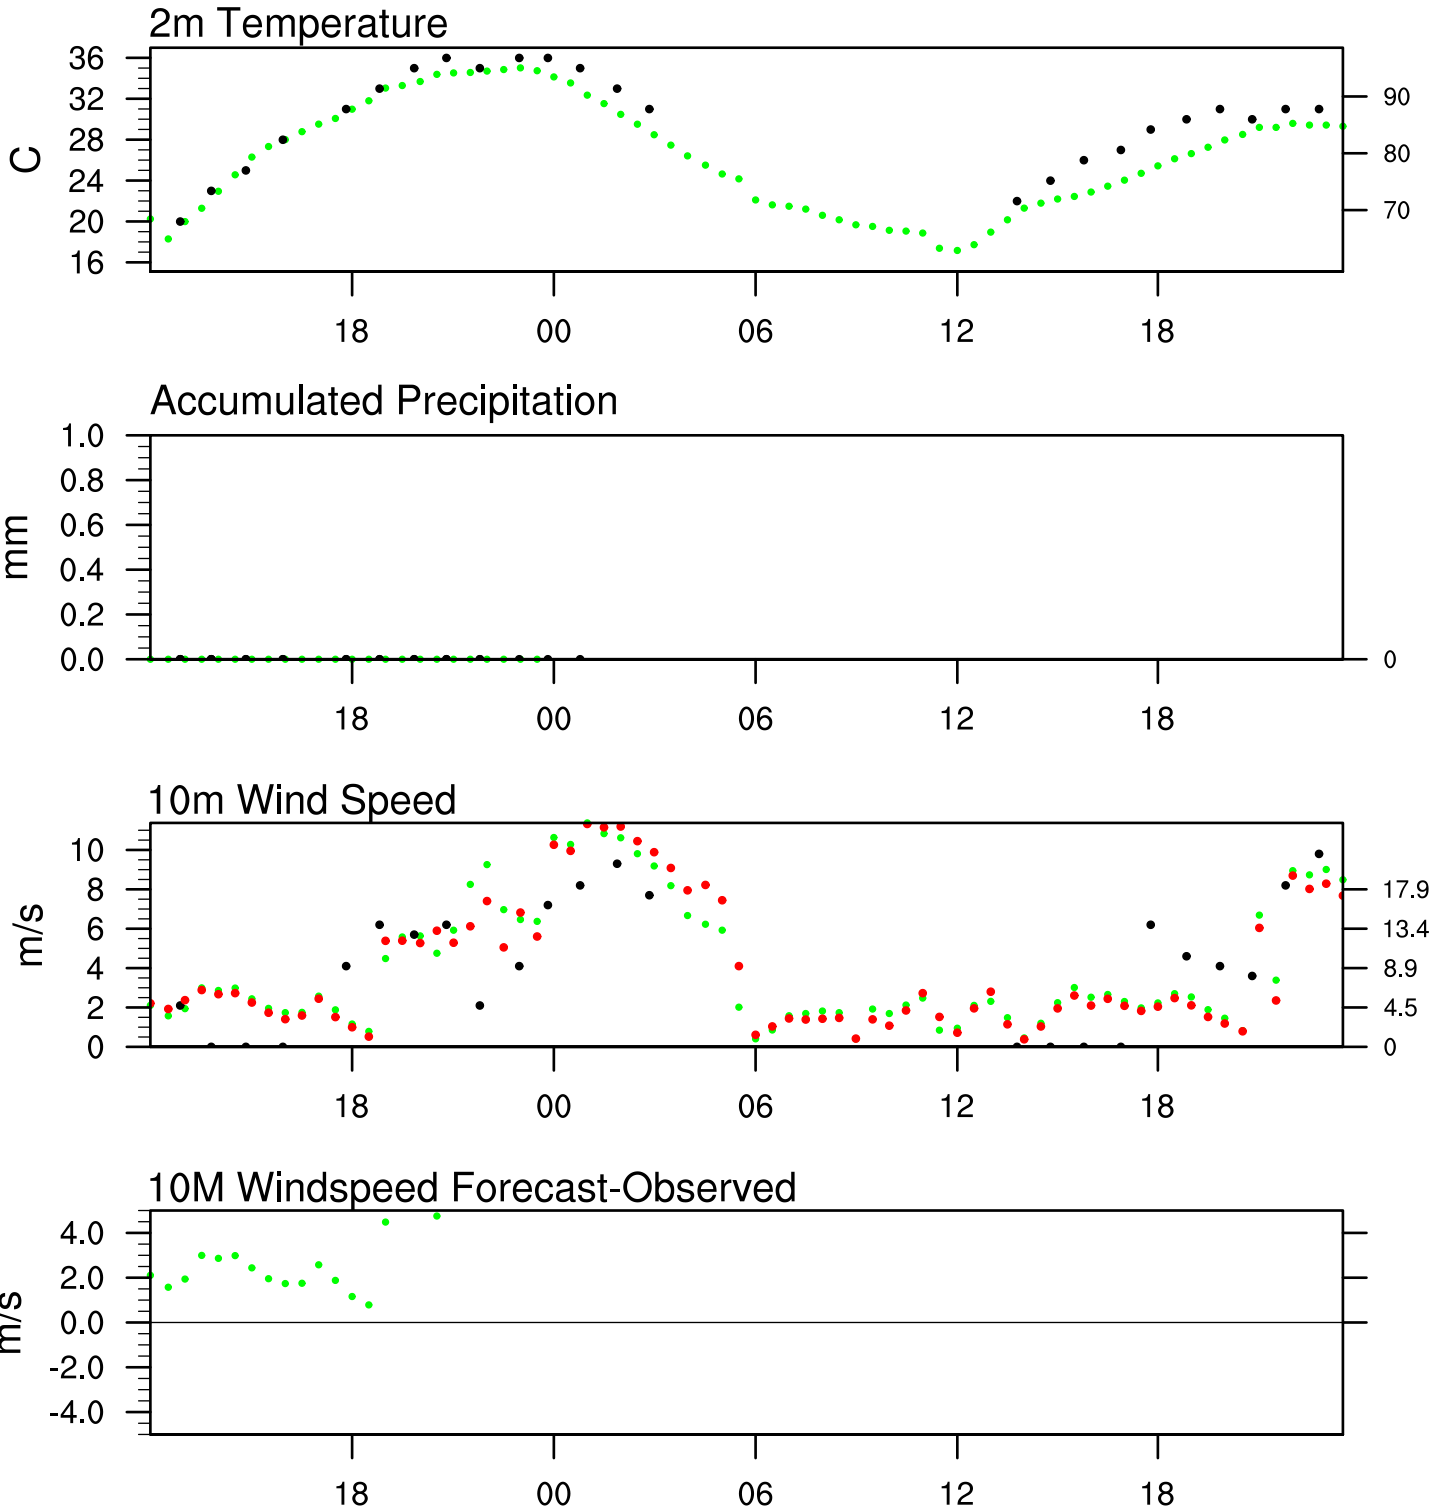 2m Temperature
36
32
28
24
20
16
C
90
80
70
18 00 06 12 18
Accumulated Precipitation
1.0
0.8
0.6
0.4
0.2
0.0
mm
0
18 00 06 12 18
10m Wind Speed
10
8
6
4
2
0
m/s
17.9
13.4
8.9
4.5
0
18 00 06 12 18
10M Windspeed Forecast-Observed
4.0
2.0
0.0
-2.0
-4.0
m/s
18 00 06 12 18